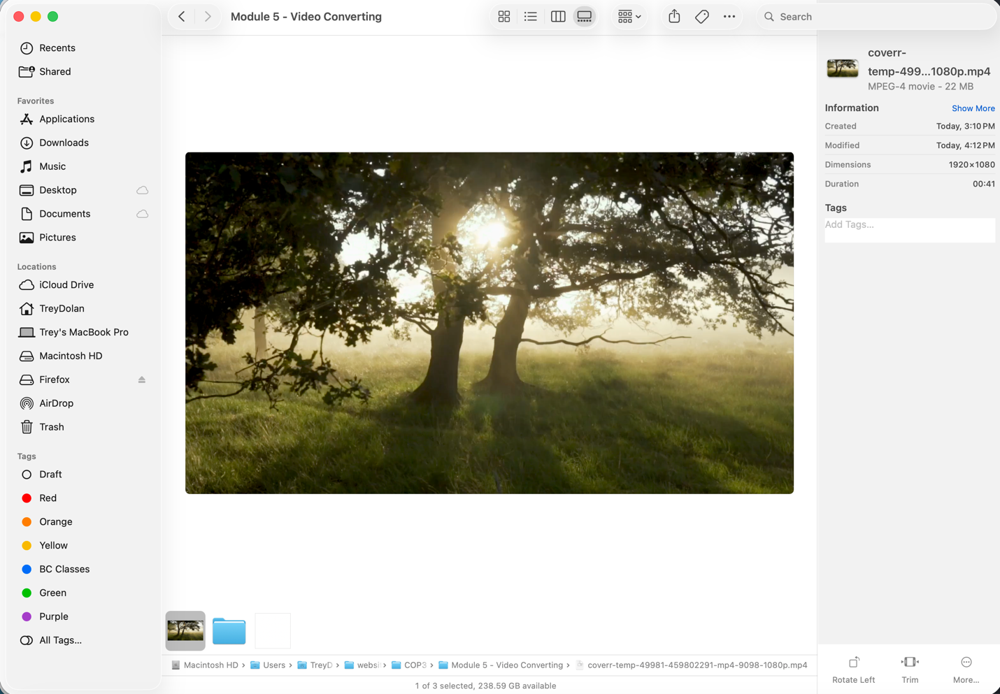 Module 5 - Video Converting
Search
Recents
Shared
Favorites
Applications
Downloads
Music
Desktop
Documents
Pictures
Locations
iCloud Drive
TreyDolan
Trey's MacBook Pro
Macintosh HD
Firefox
AirDrop
Trash
Tags
Draft
Red
Orange
Yellow
BC Classes
Green
Purple
All Tags...
coverr-
temp-499...1080p.mp4
MPEG-4 movie - 22 MB
Information Show More
Created Today, 3:10 PM
Modified Today, 4:12 PM
Dimensions 1920×1080
Duration 00:41
Tags
Add Tags...
Macintosh HD › Users › TreyD › websi › COP3 › Module 5 - Video Converting › coverr-temp-49981-459802291-mp4-9098-1080p.mp4
1 of 3 selected, 238.59 GB available
Rotate Left Trim More...